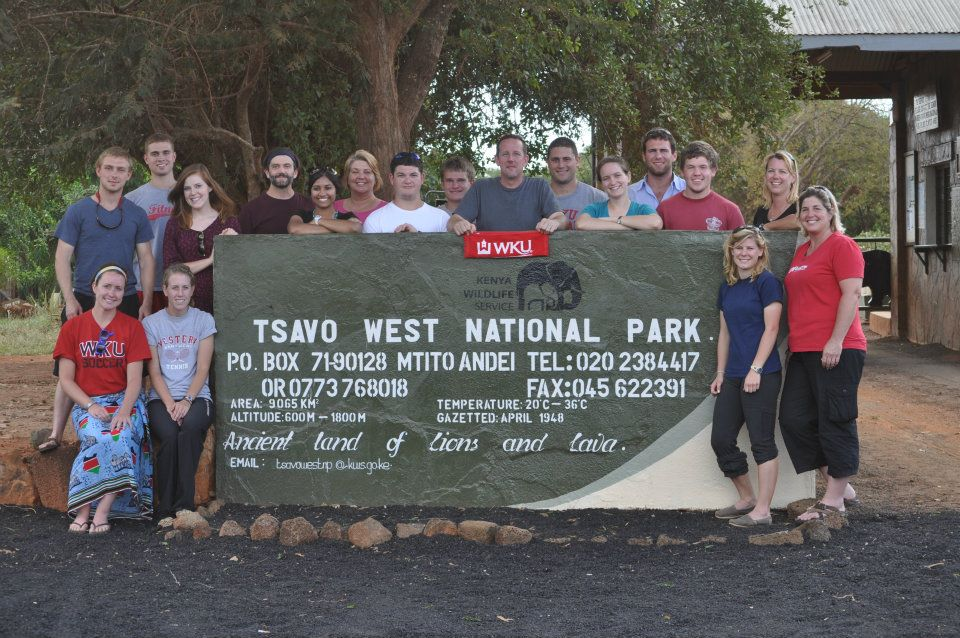 WKU
KENYA
WILDLIFE
SERVICE
TSAVO WEST NATIONAL PARK.
P.O. BOX 71-90128 MTITO ANDEI TEL: 020 2384417
OR 0773 768018 FAX: 045 622391
AREA: 9065 KM² TEMPERATURE: 20°C – 36°C
ALTITUDE: 600M – 1800M GAZETTED: APRIL 1948
Ancient land of Lions and Lava.
EMAIL : tsavowestnp@kws.go.ke
WKU
SOCCER
WESTERN
TENNIS